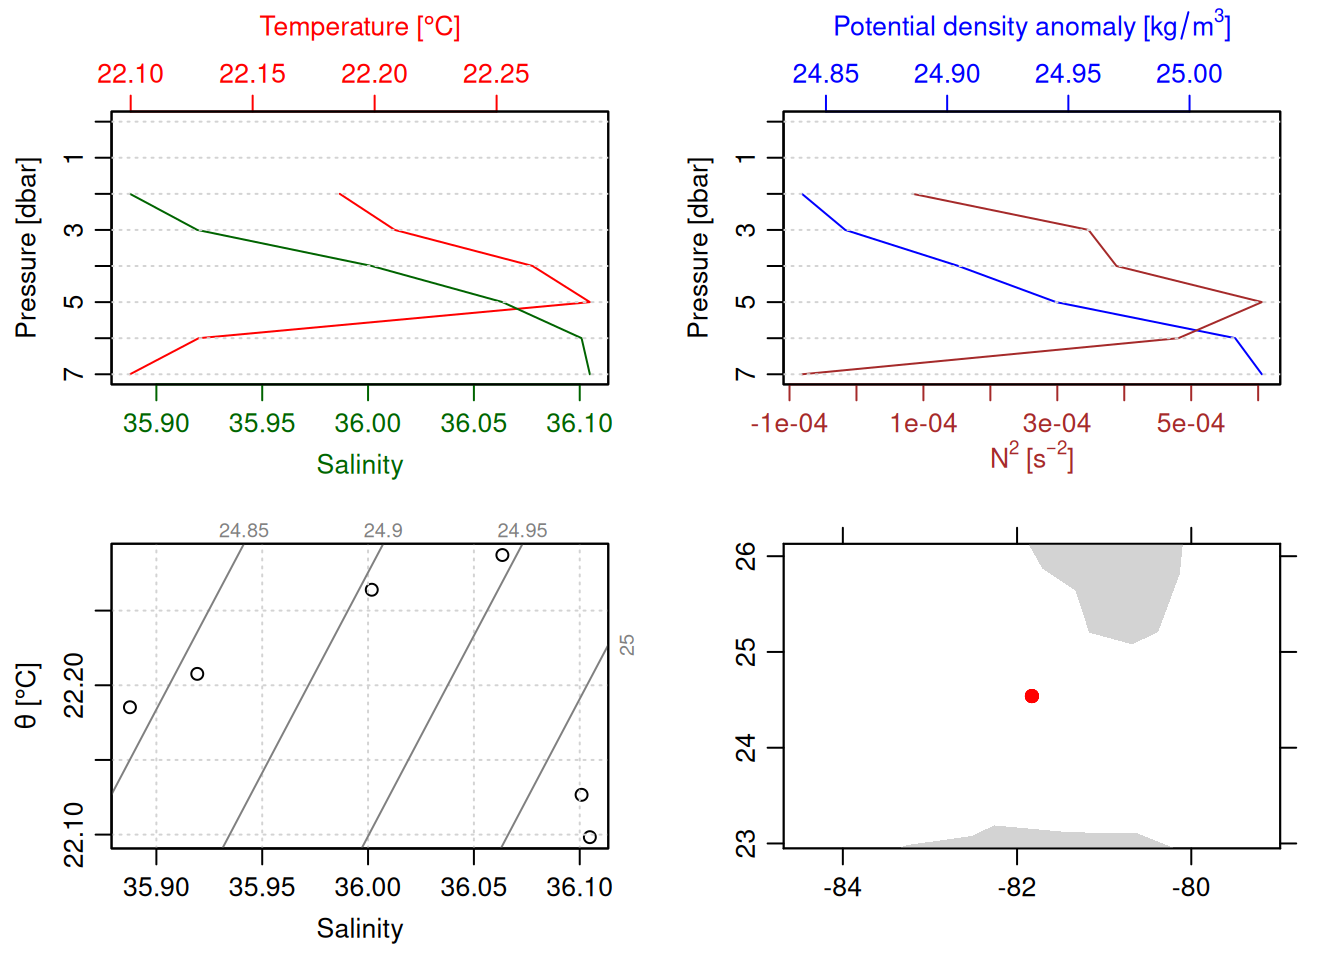 Temperature [°C]
22.10 22.15 22.20 22.25
Pressure [dbar]
1
3
5
7
35.90 35.95 36.00 36.05 36.10
Salinity
Potential density anomaly [kg/m³]
24.85 24.90 24.95 25.00
Pressure [dbar]
1
3
5
7
-1e-04 1e-04 3e-04 5e-04
N² [s⁻²]
24.85 24.9 24.95
25
θ [°C]
22.20
22.10
35.90 35.95 36.00 36.05 36.10
Salinity
26
25
24
23
-84 -82 -80